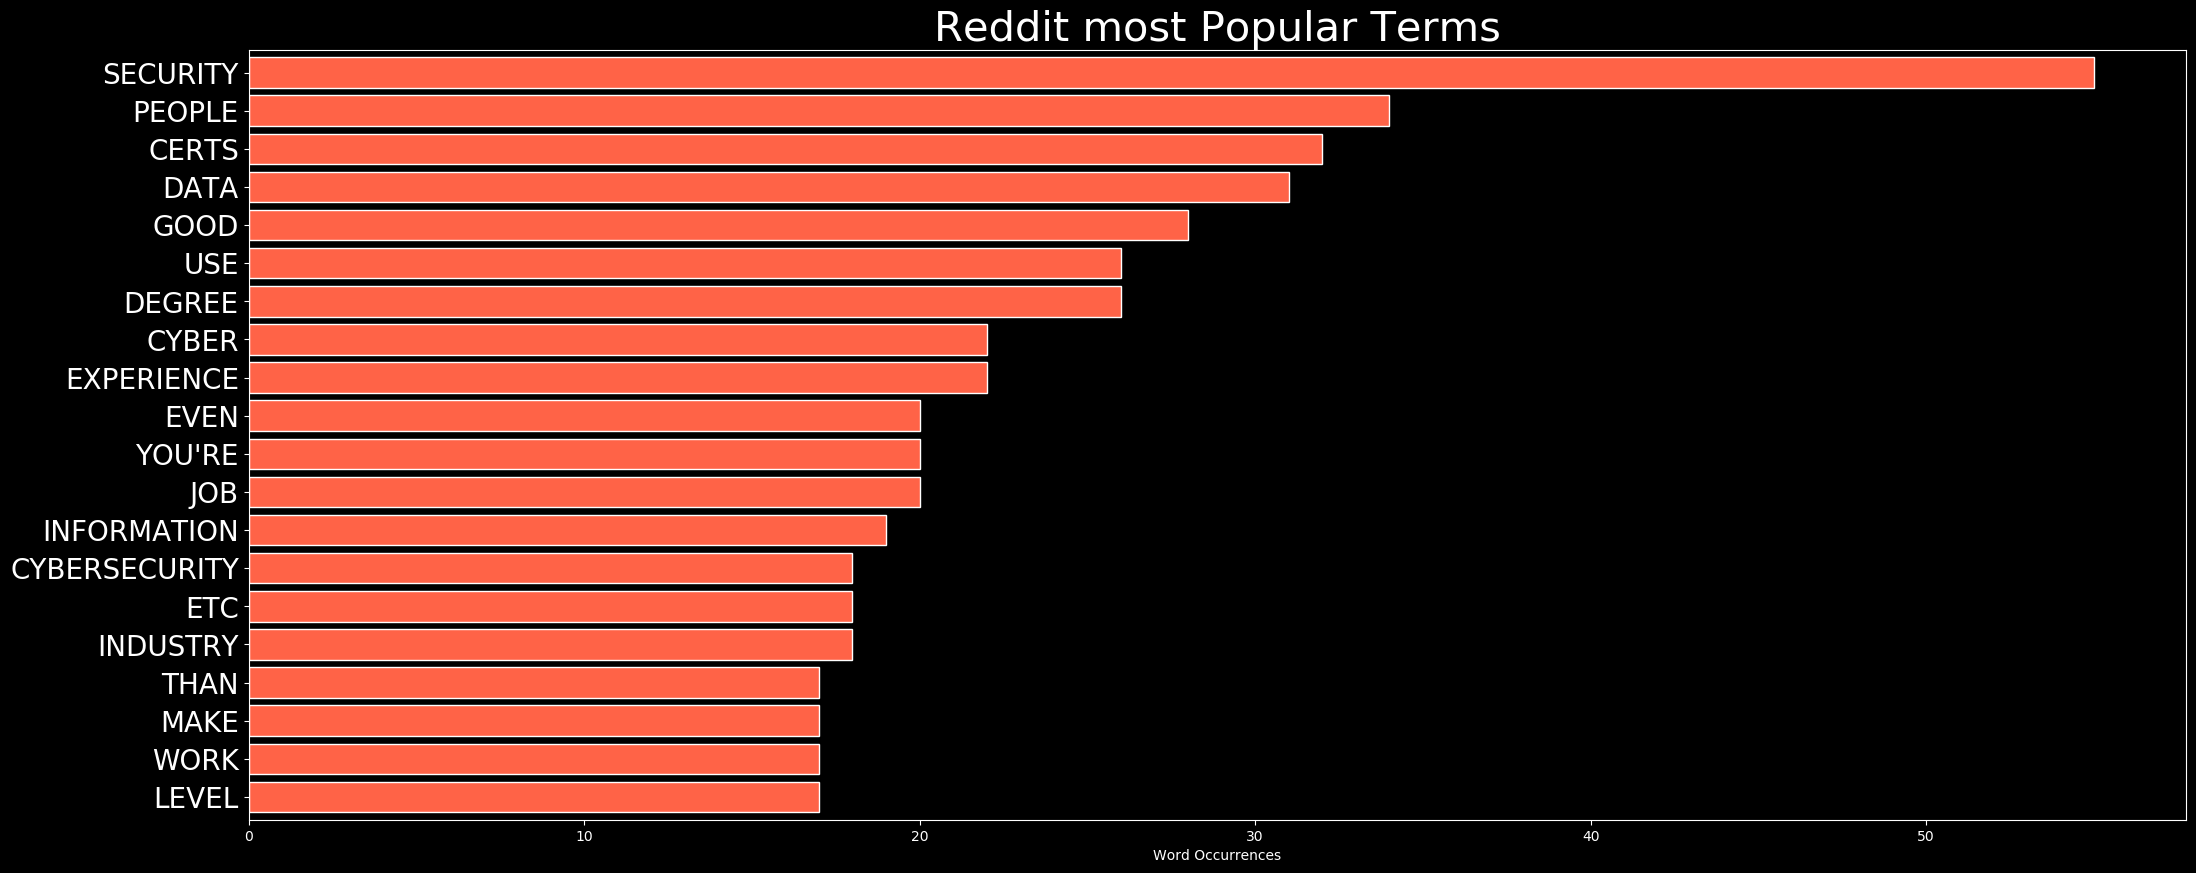 Reddit most Popular Terms
SECURITY
PEOPLE
CERTS
DATA
GOOD
USE
DEGREE
CYBER
EXPERIENCE
EVEN
YOU'RE
JOB
INFORMATION
CYBERSECURITY
ETC
INDUSTRY
THAN
MAKE
WORK
LEVEL
0 10 20 30 40 50
Word Occurrences